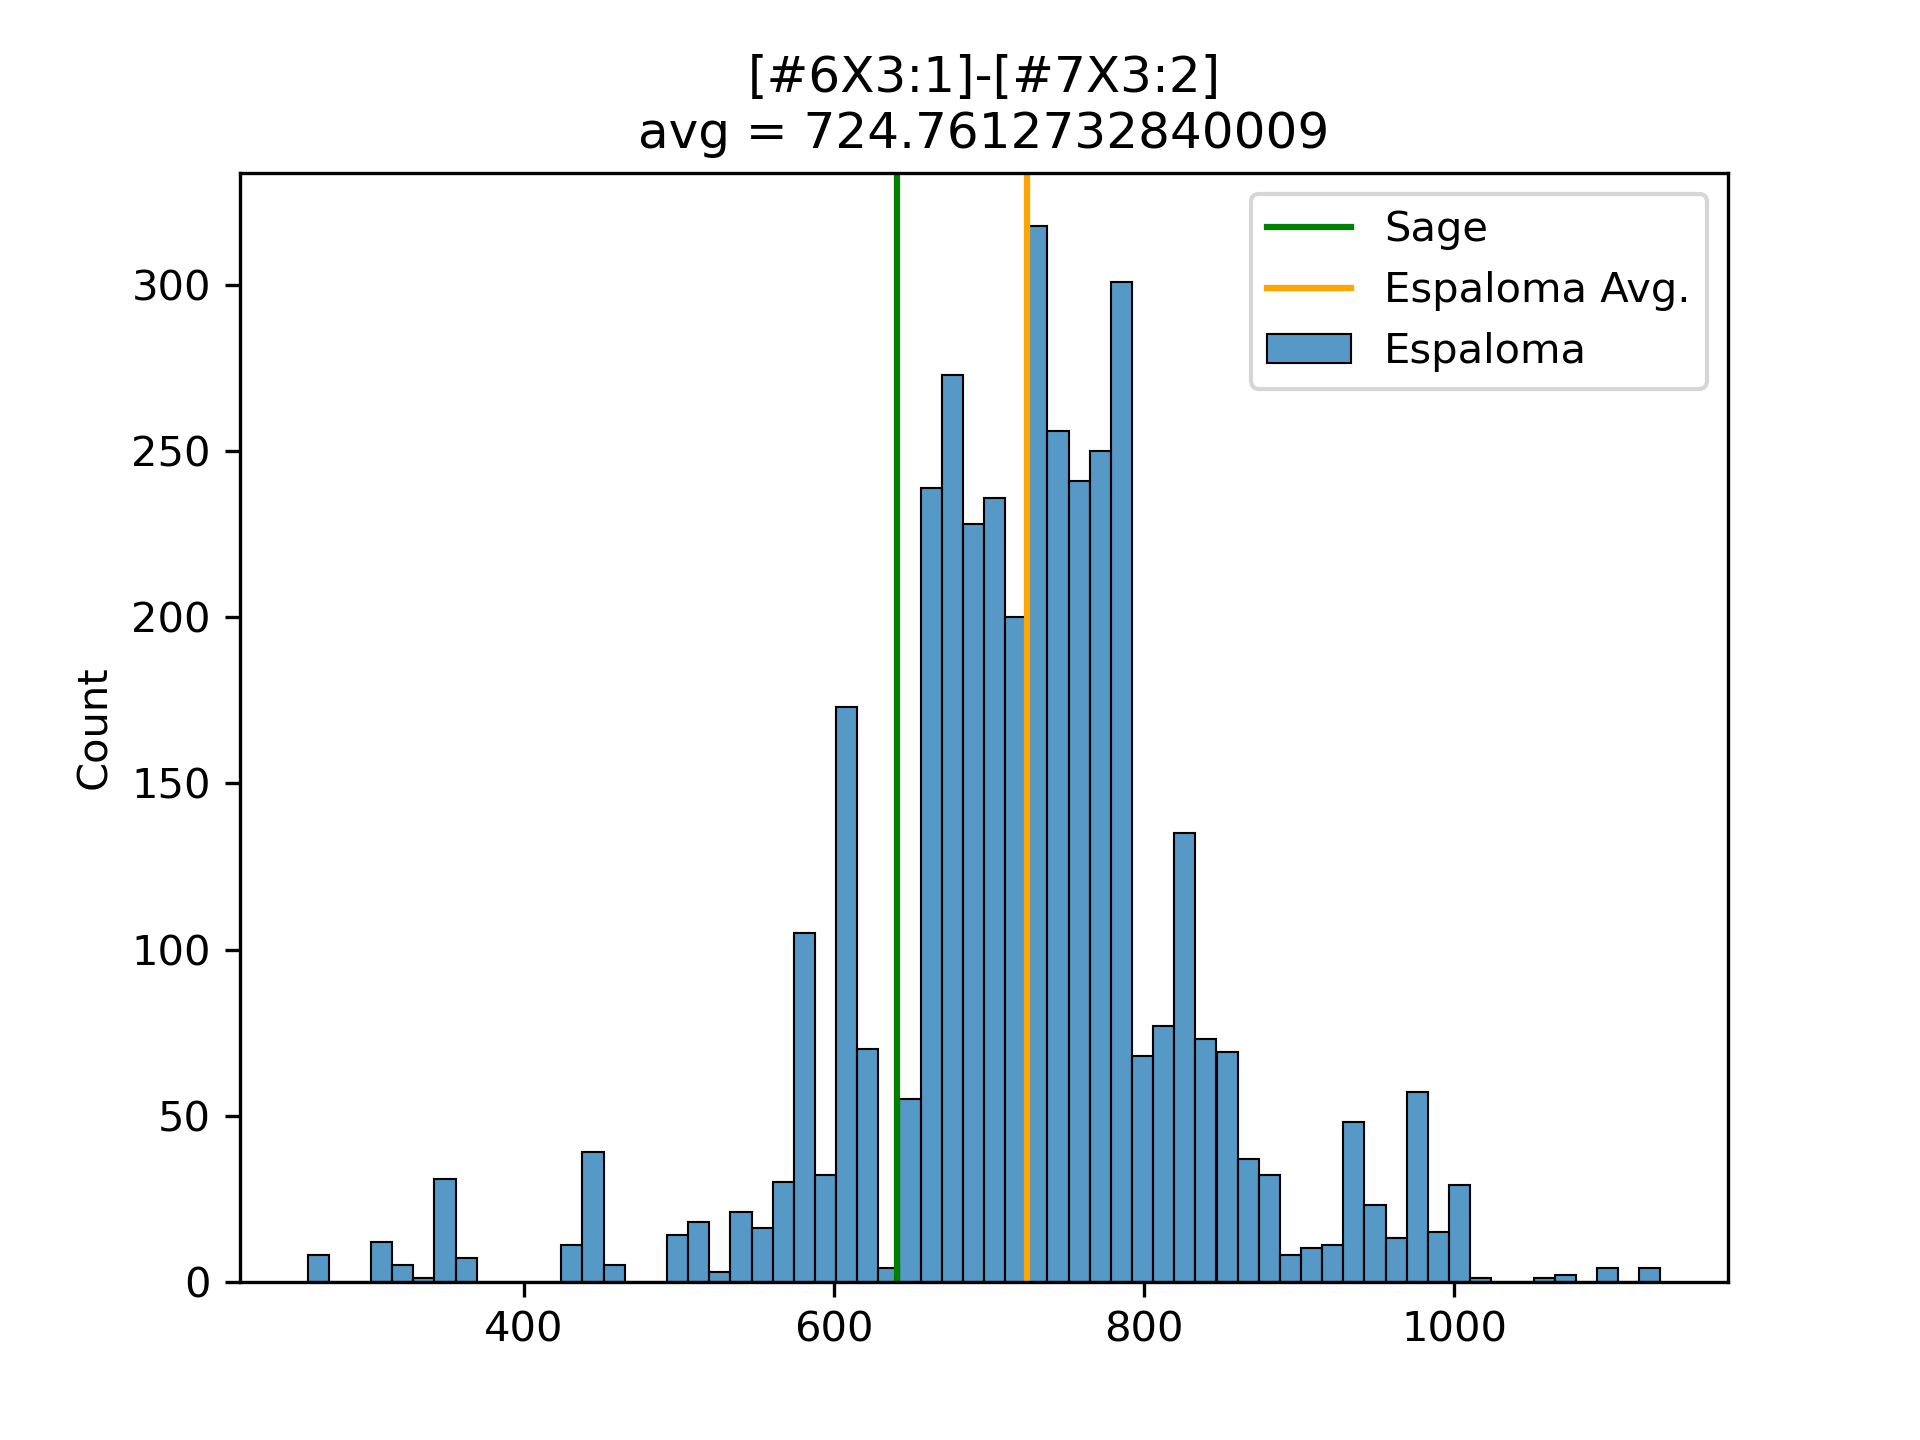 [#6X3:1]-[#7X3:2]
avg = 724.7612732840009
Sage
Espaloma Avg.
Espaloma
Count
300
250
200
150
100
50
0
400 600 800 1000